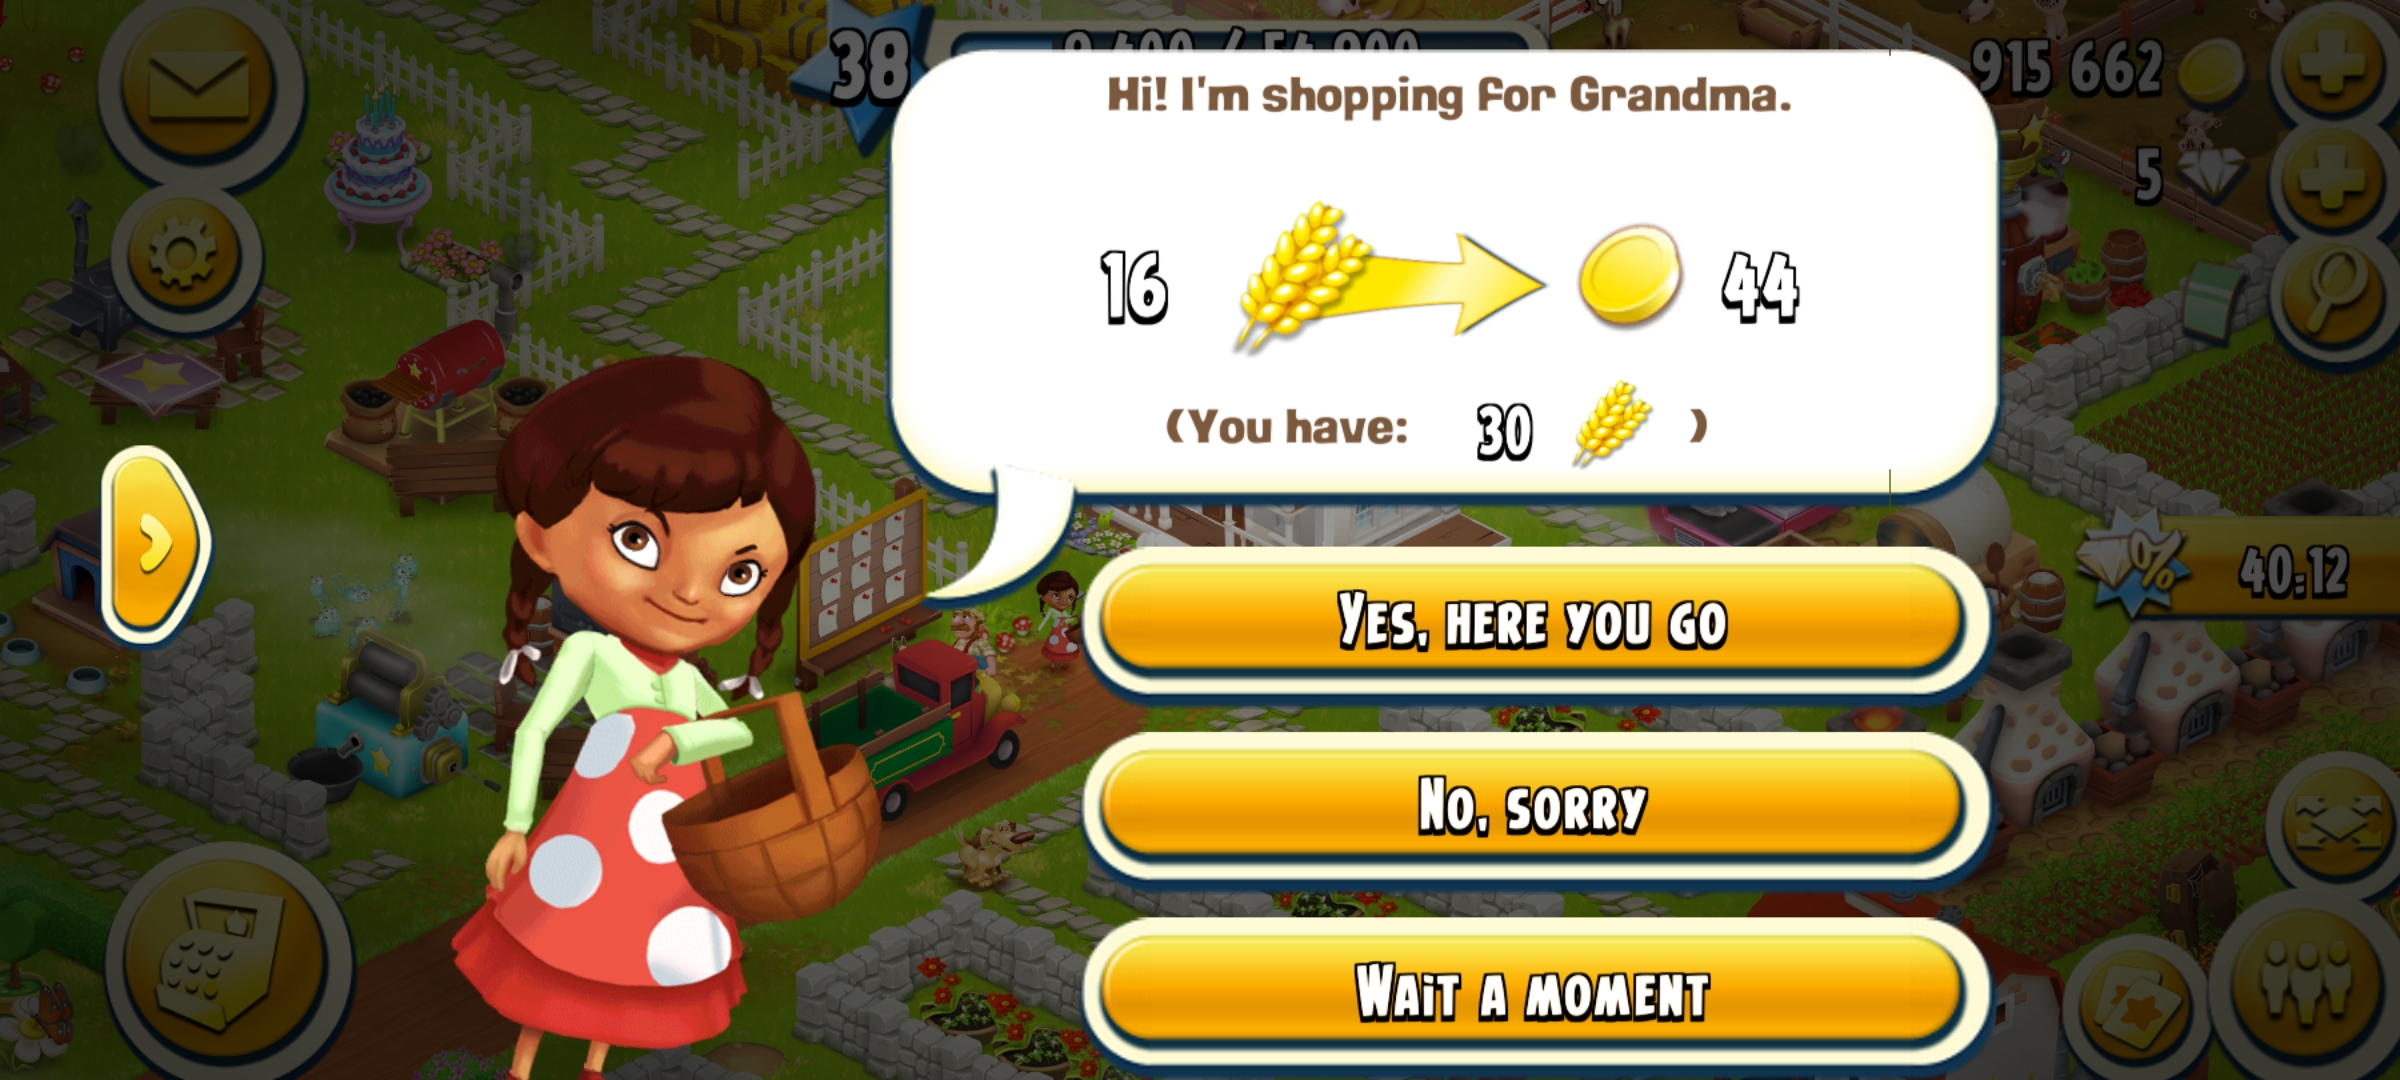 38
915 662
5
Hi! I'm shopping for Grandma.
16
44
(You have: 30 )
%
40:12
Yes, here you go
No, sorry
Wait a moment